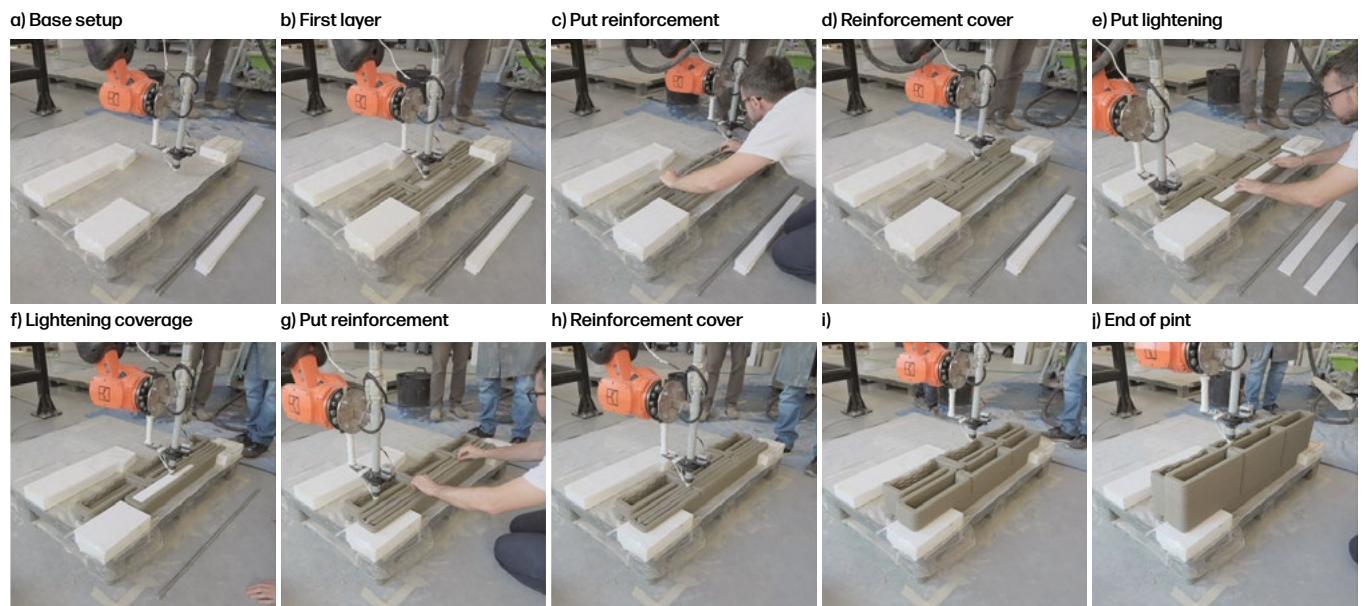 a) Base setup
b) First layer
c) Put reinforcement
d) Reinforcement cover
e) Put lightening
f) Lightening coverage
g) Put reinforcement
h) Reinforcement cover
i)
j) End of pint